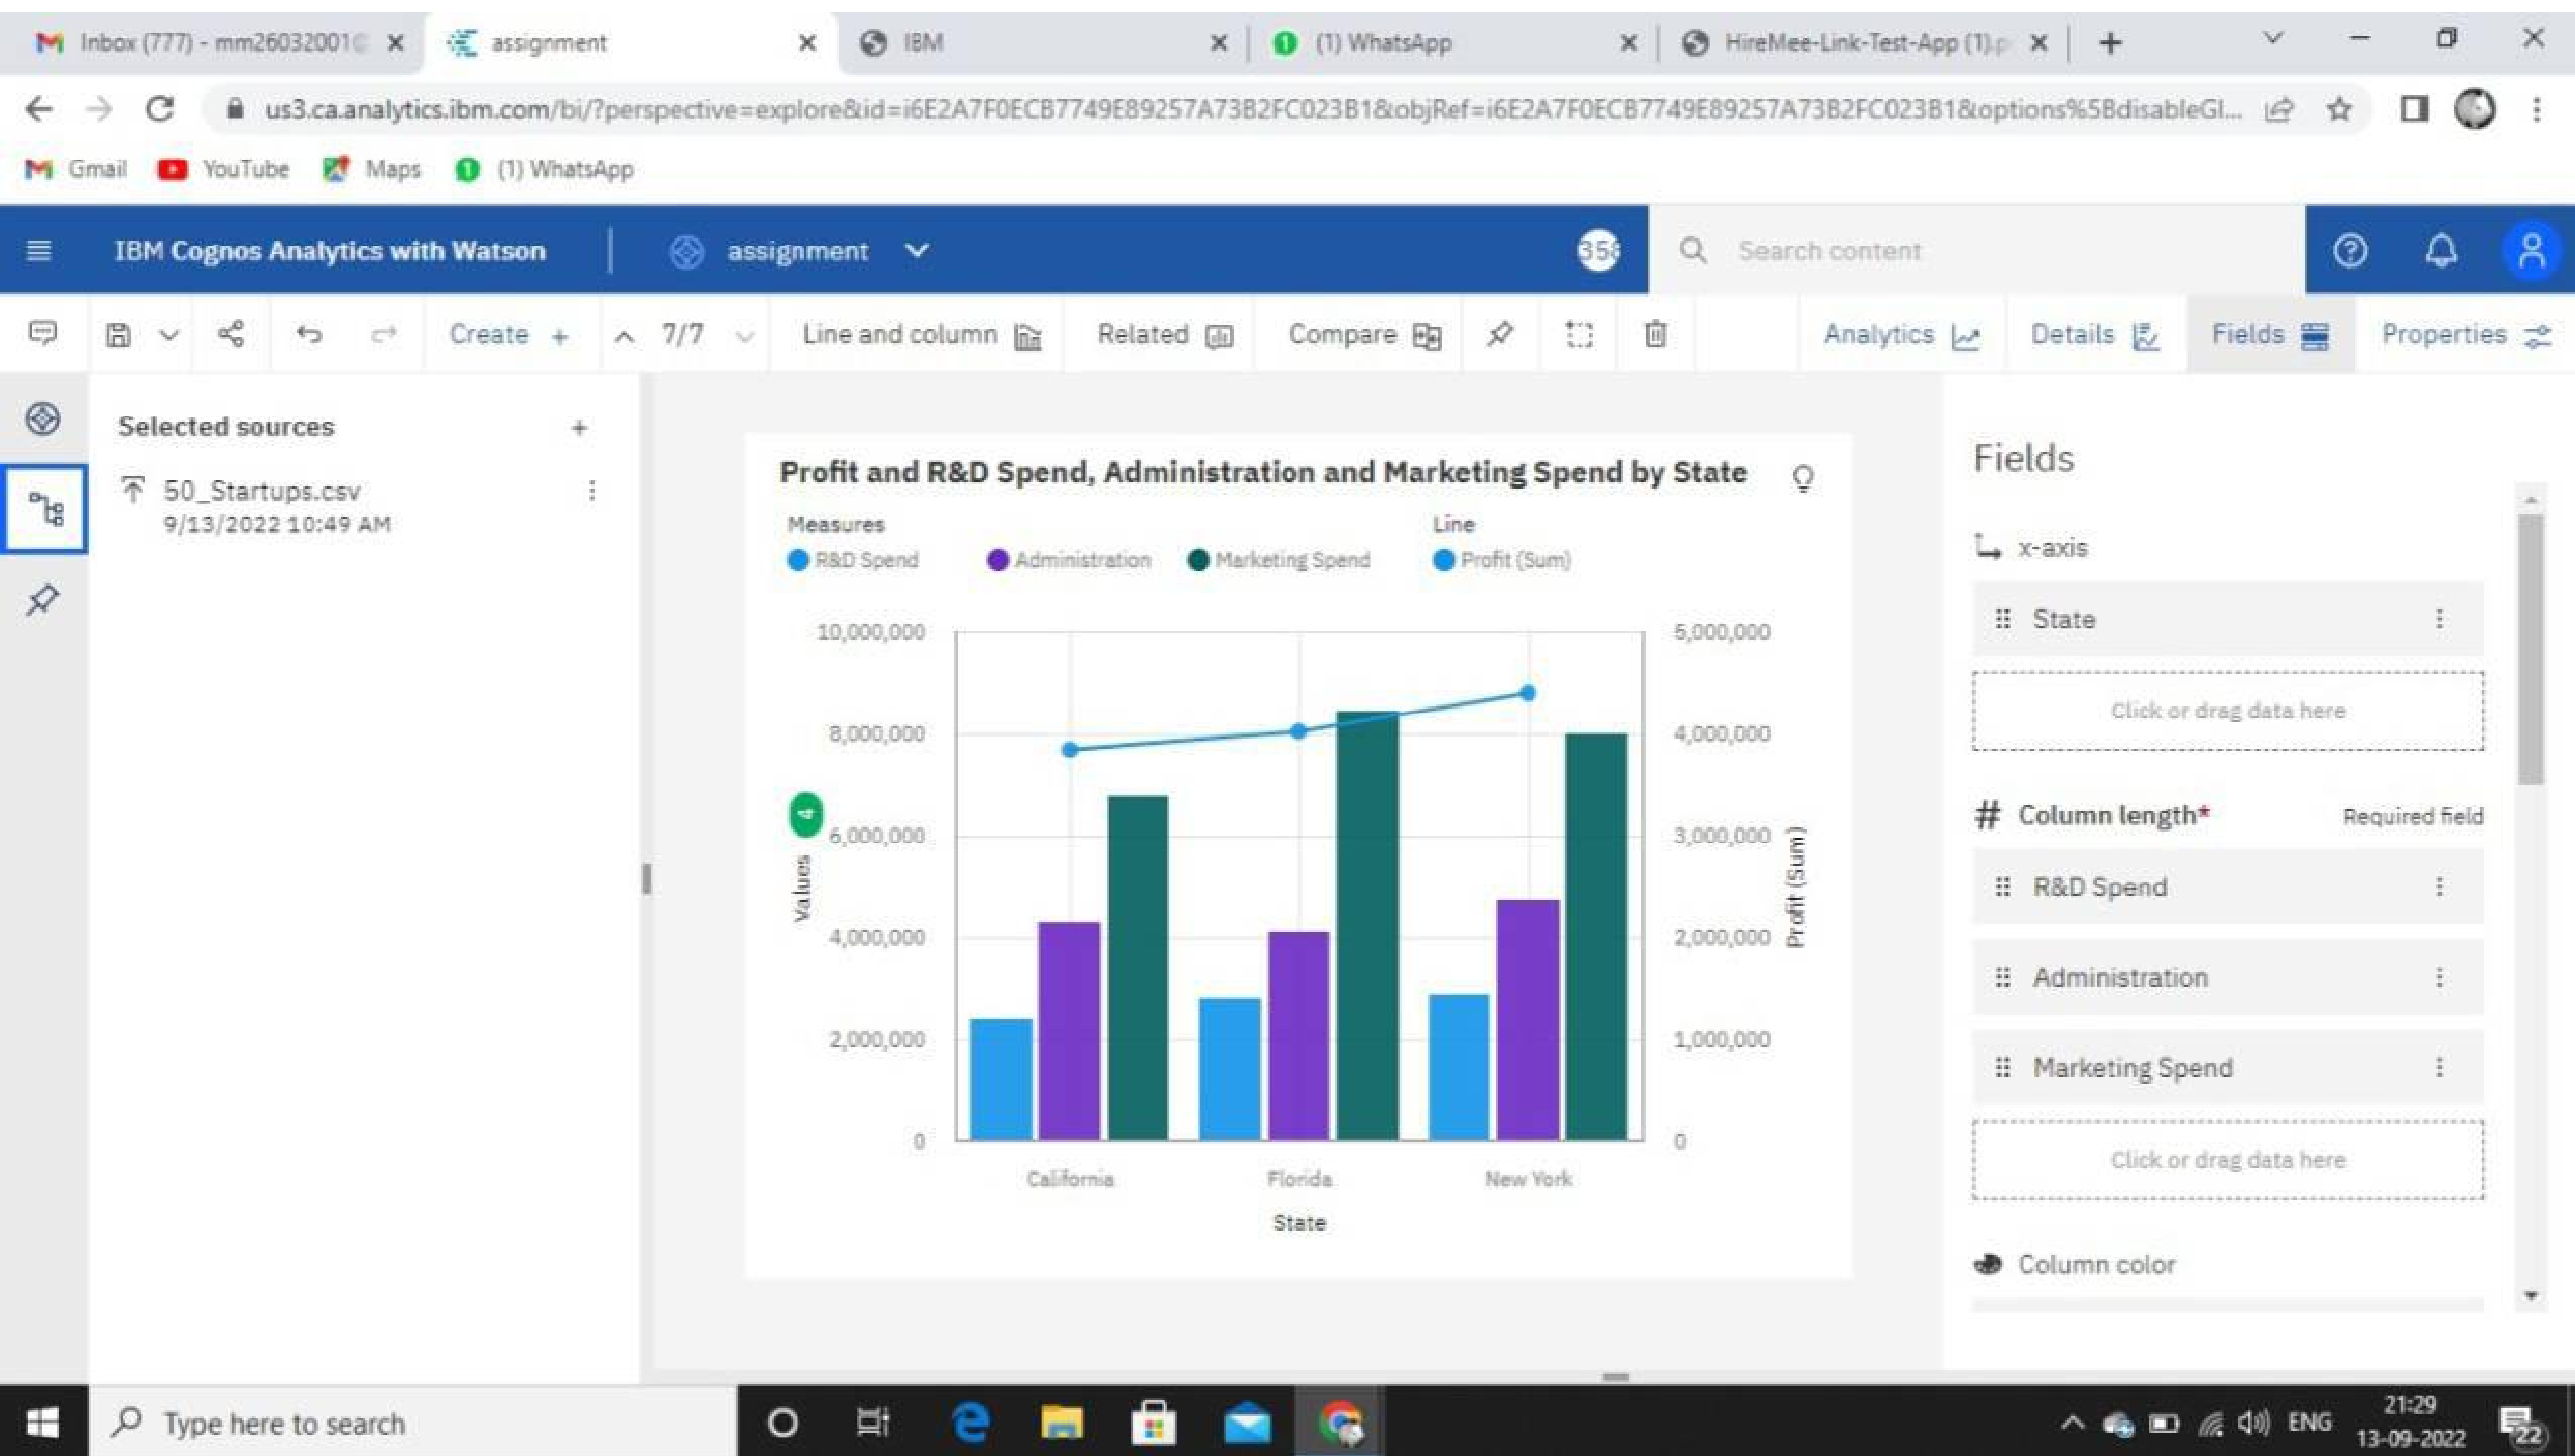 Inbox (777) - mm26032001@
assignment
IBM
(1) WhatsApp
HireMee-Link-Test-App (1).p
us3.ca.analytics.ibm.com/bi/?perspective=explore&id=i6E2A7F0ECB7749E89257A73B2FC023B1&objRef=i6E2A7F0ECB7749E89257A73B2FC023B1&options%5BdisableGl...
Gmail
YouTube
Maps
(1) WhatsApp
IBM Cognos Analytics with Watson
assignment
358
Search content
Create +
7/7
Line and column
Related
Compare
Analytics
Details
Fields
Properties
Selected sources
50_Startups.csv
9/13/2022 10:49 AM
Profit and R&D Spend, Administration and Marketing Spend by State
Measures
R&D Spend
Administration
Marketing Spend
Line
Profit (Sum)
10,000,000
8,000,000
6,000,000
4,000,000
2,000,000
0
Values
4
5,000,000
4,000,000
3,000,000
2,000,000
1,000,000
0
Profit (Sum)
California
Florida
New York
State
Fields
x-axis
State
Click or drag data here
# Column length*
Required field
R&D Spend
Administration
Marketing Spend
Click or drag data here
Column color
Type here to search
ENG
21:29
13-09-2022
22